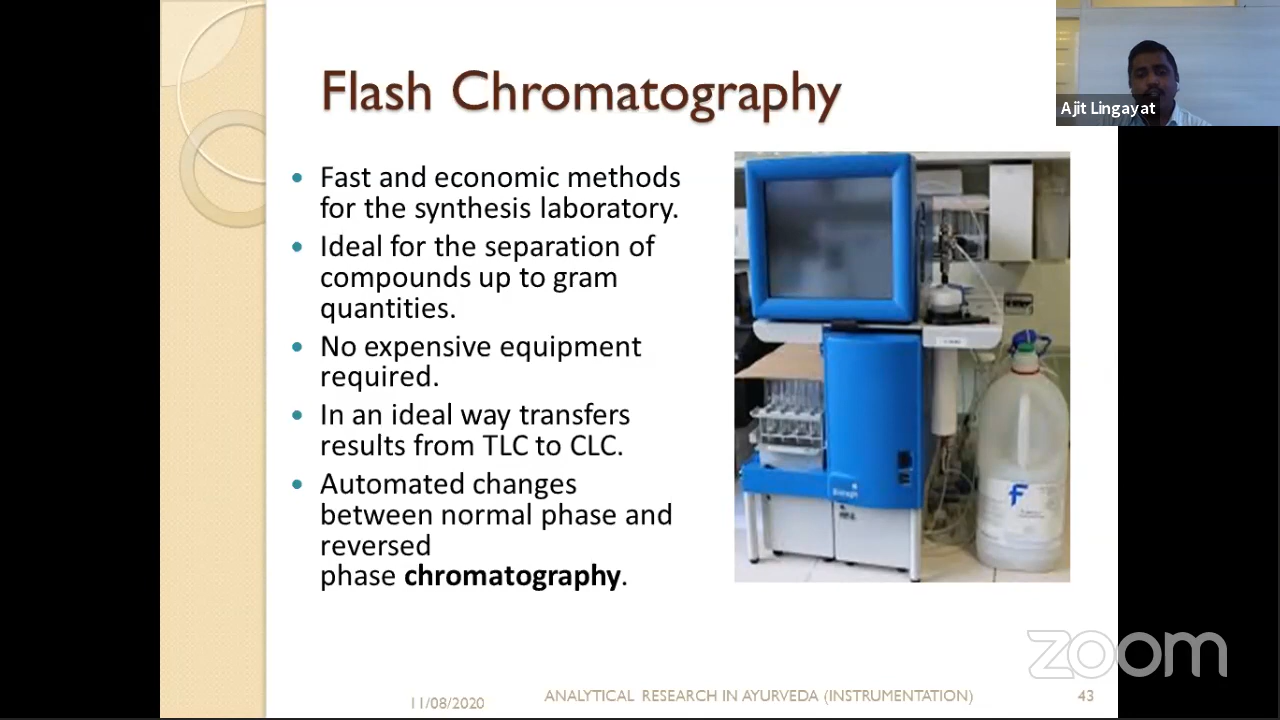 Flash Chromatography
Ajit Lingayat
• Fast and economic methods
for the synthesis laboratory.
• Ideal for the separation of
compounds up to gram
quantities.
• No expensive equipment
required.
• In an ideal way transfers
results from TLC to CLC.
• Automated changes
between normal phase and
reversed
phase chromatography.
zoom
11/08/2020
ANALYTICAL RESEARCH IN AYURVEDA (INSTRUMENTATION)
43